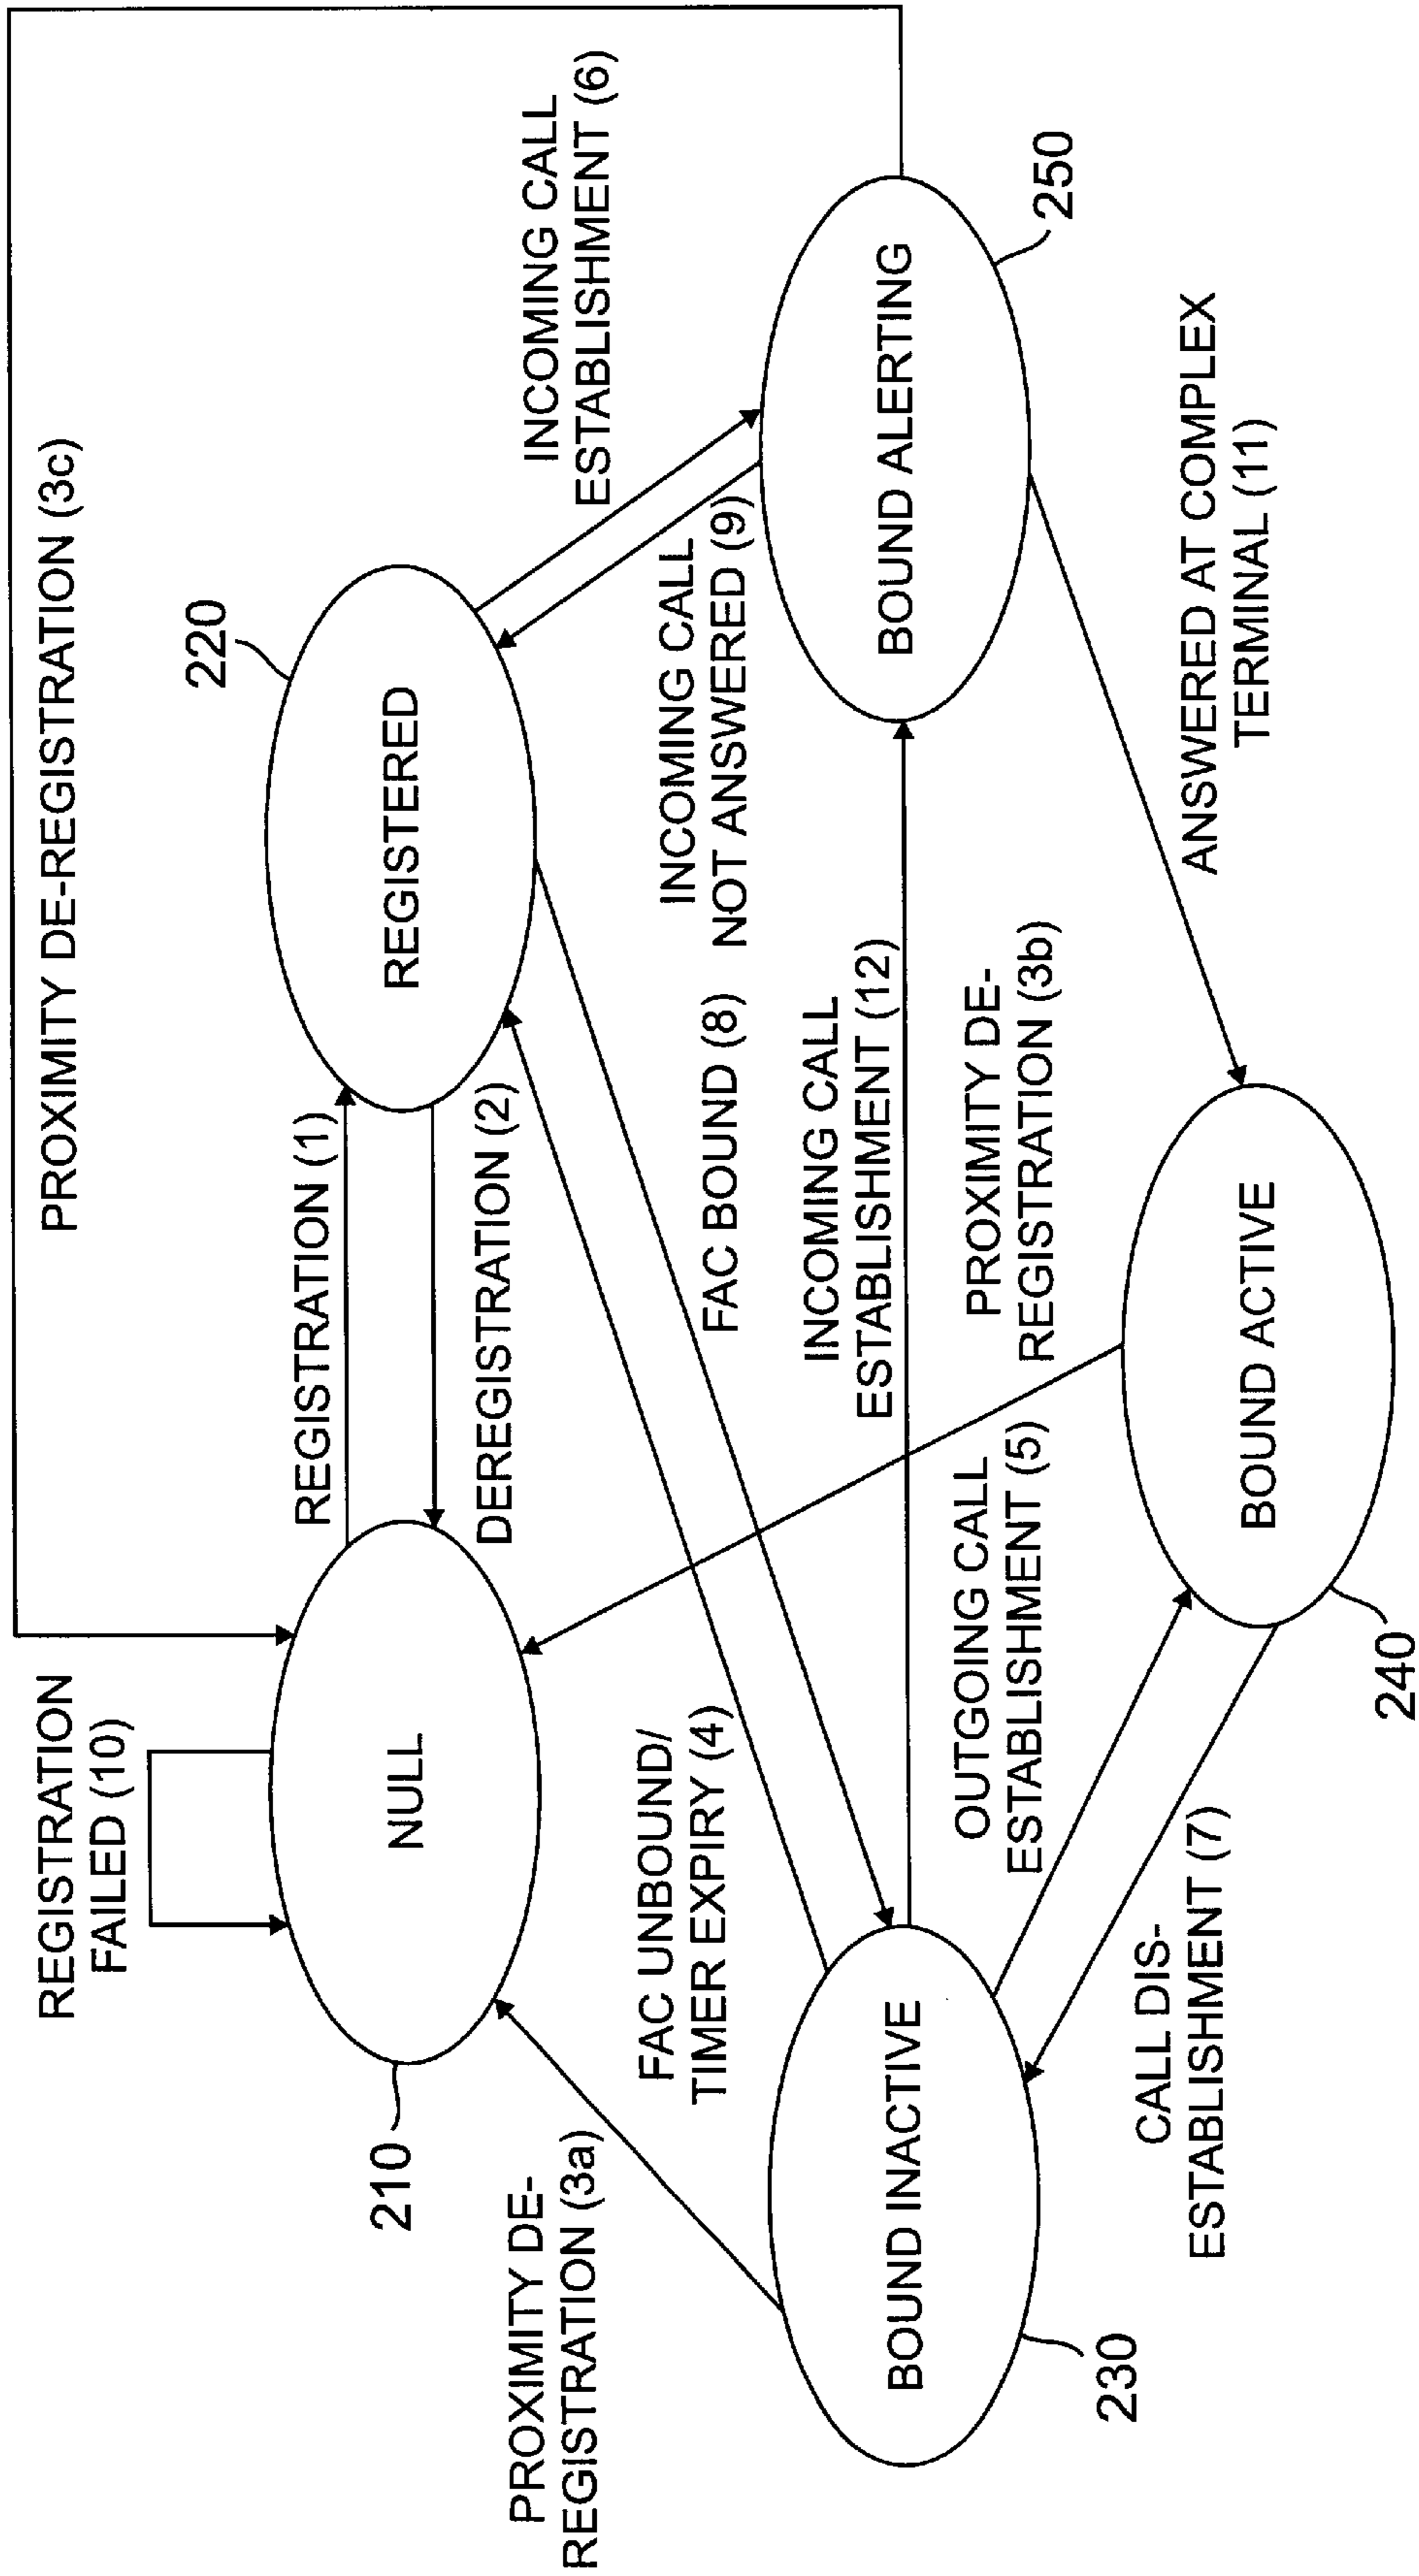 PROXIMITY DE-REGISTRATION (3c)
REGISTRATION
FAILED (10)
220
REGISTRATION (1)
INCOMING CALL
ESTABLISHMENT (6)
210
NULL
REGISTERED
DEREGISTRATION (2)
PROXIMITY DE-
REGISTRATION (3a)
FAC UNBOUND/
TIMER EXPIRY (4)
FAC BOUND (8)
INCOMING CALL
NOT ANSWERED (9)
INCOMING CALL
ESTABLISHMENT (12)
BOUND INACTIVE
BOUND ALERTING
250
OUTGOING CALL
ESTABLISHMENT (5)
PROXIMITY DE-
REGISTRATION (3b)
230
CALL DIS-
ESTABLISHMENT (7)
ANSWERED AT COMPLEX
TERMINAL (11)
BOUND ACTIVE
240